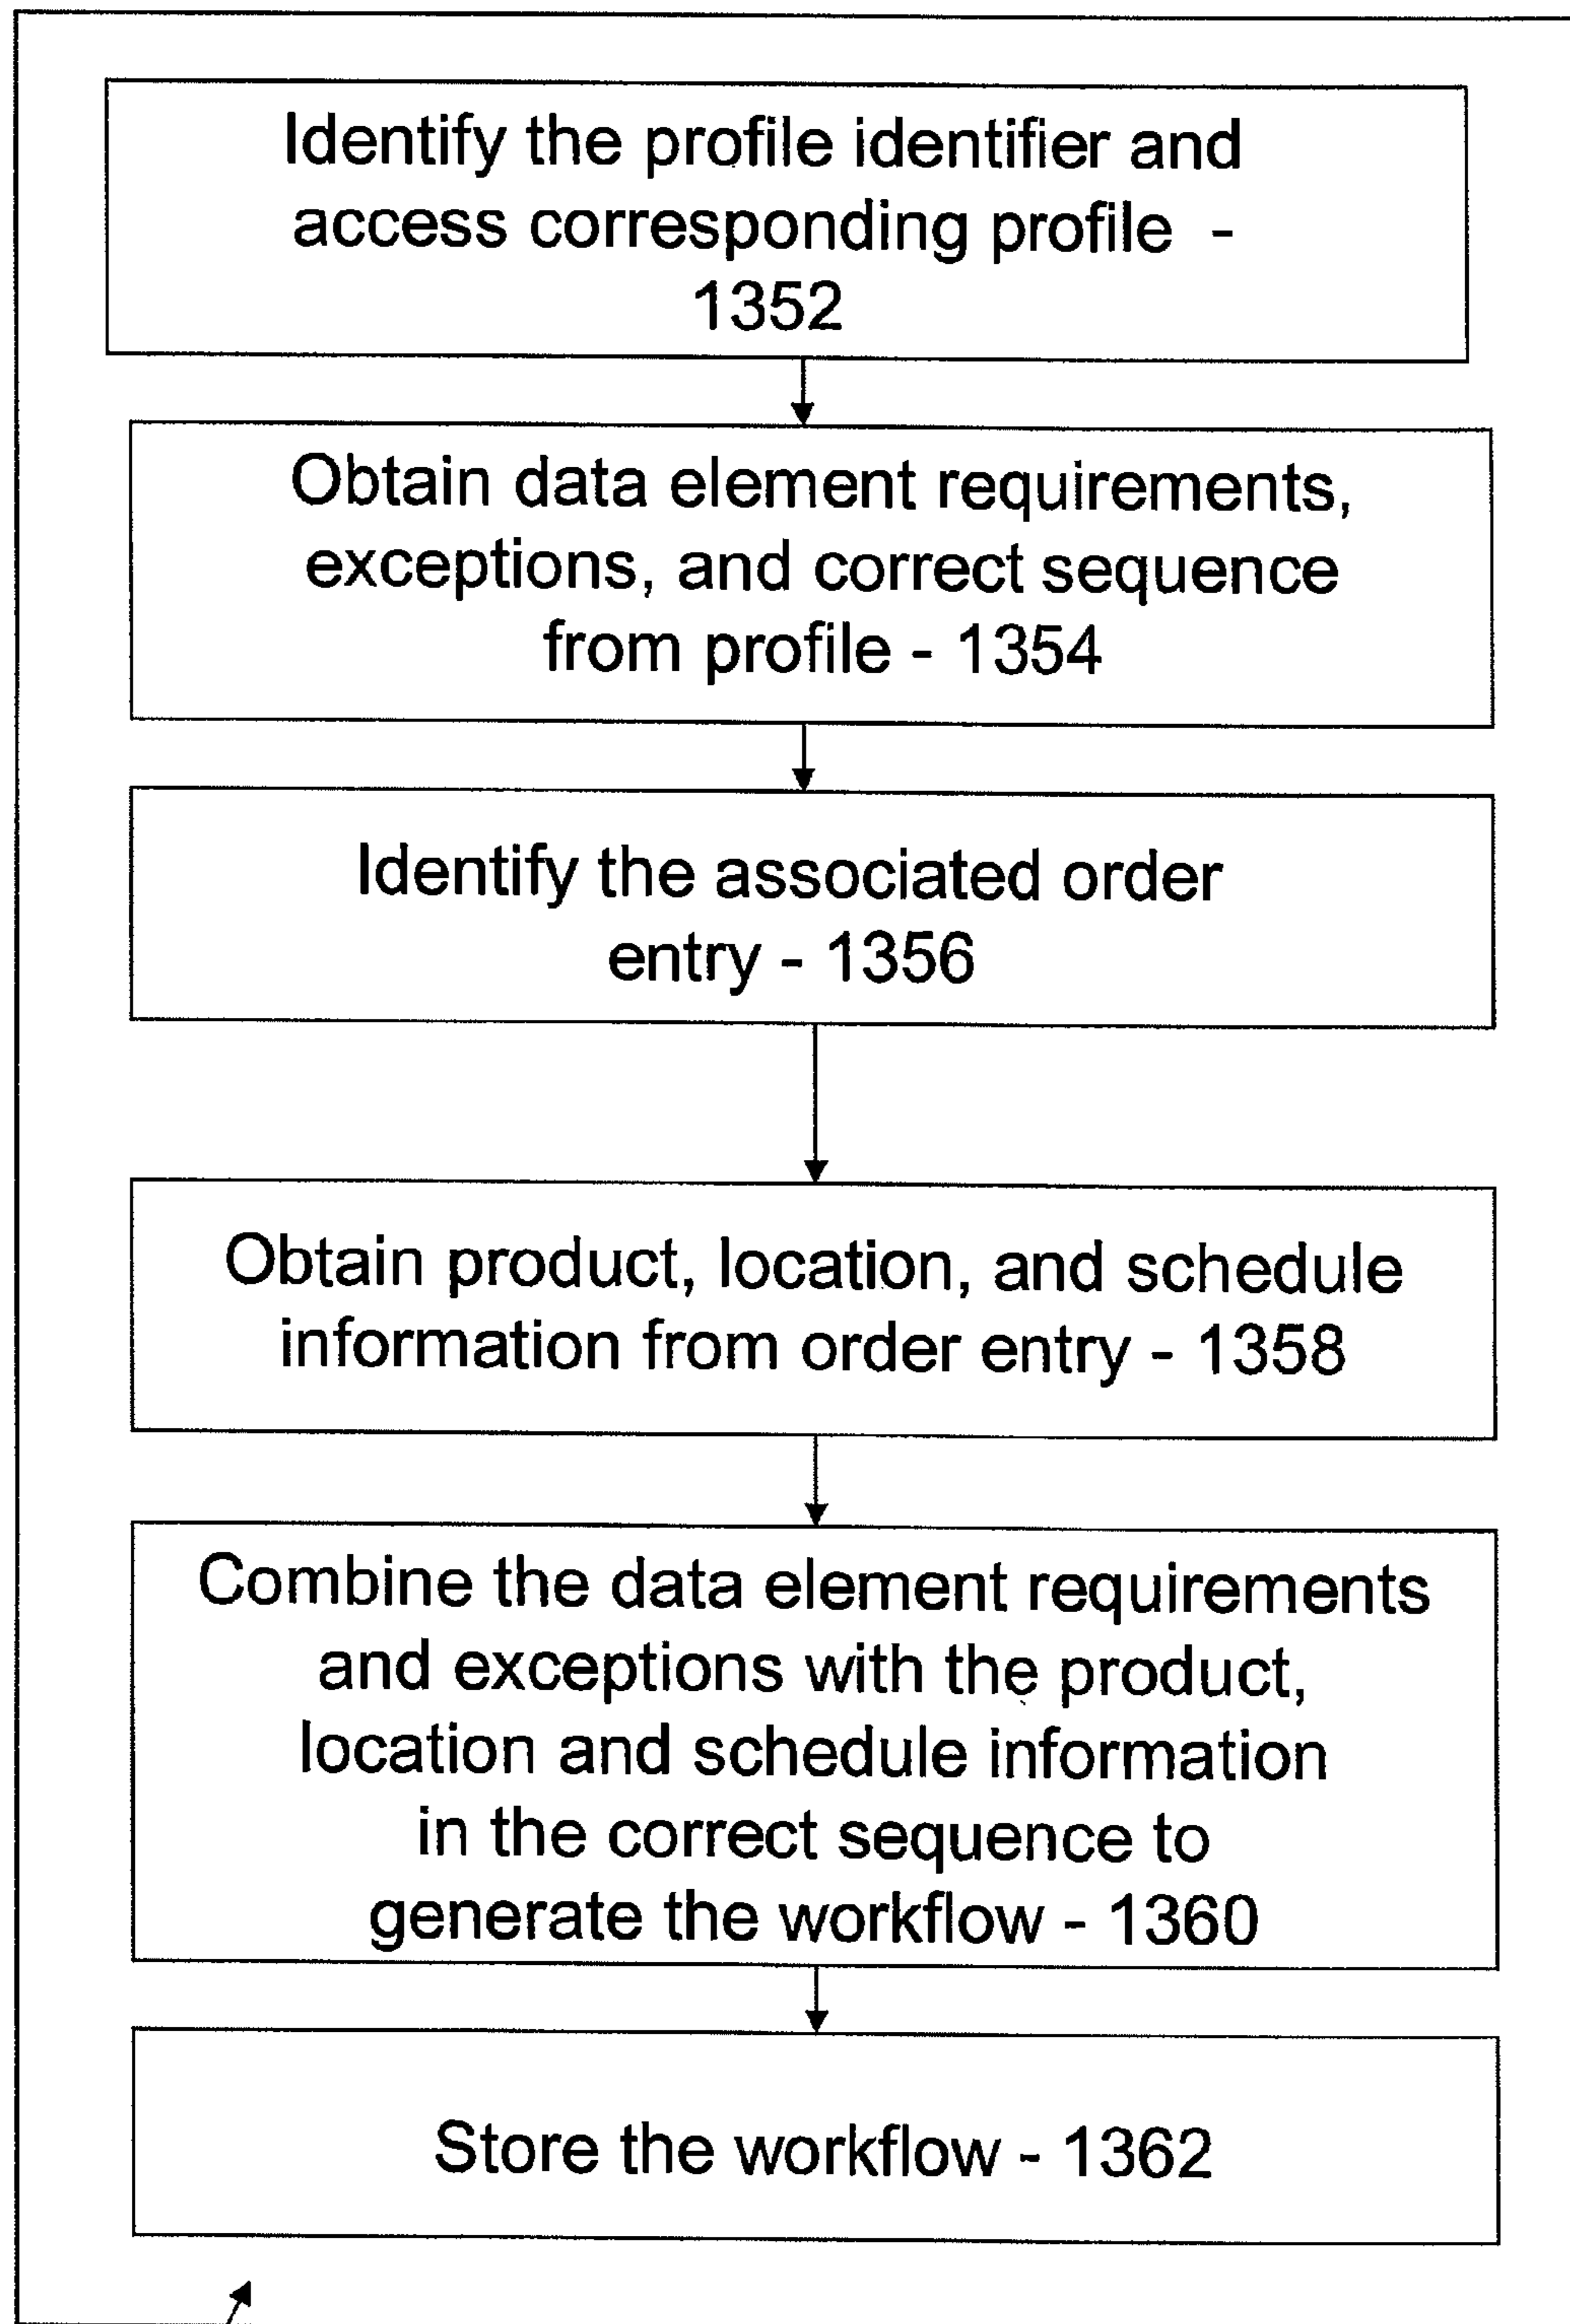 Identify the profile identifier and
access corresponding profile -
1352
Obtain data element requirements,
exceptions, and correct sequence
from profile - 1354
Identify the associated order
entry - 1356
Obtain product, location, and schedule
information from order entry - 1358
Combine the data element requirements
and exceptions with the product,
location and schedule information
in the correct sequence to
generate the workflow - 1360
Store the workflow - 1362